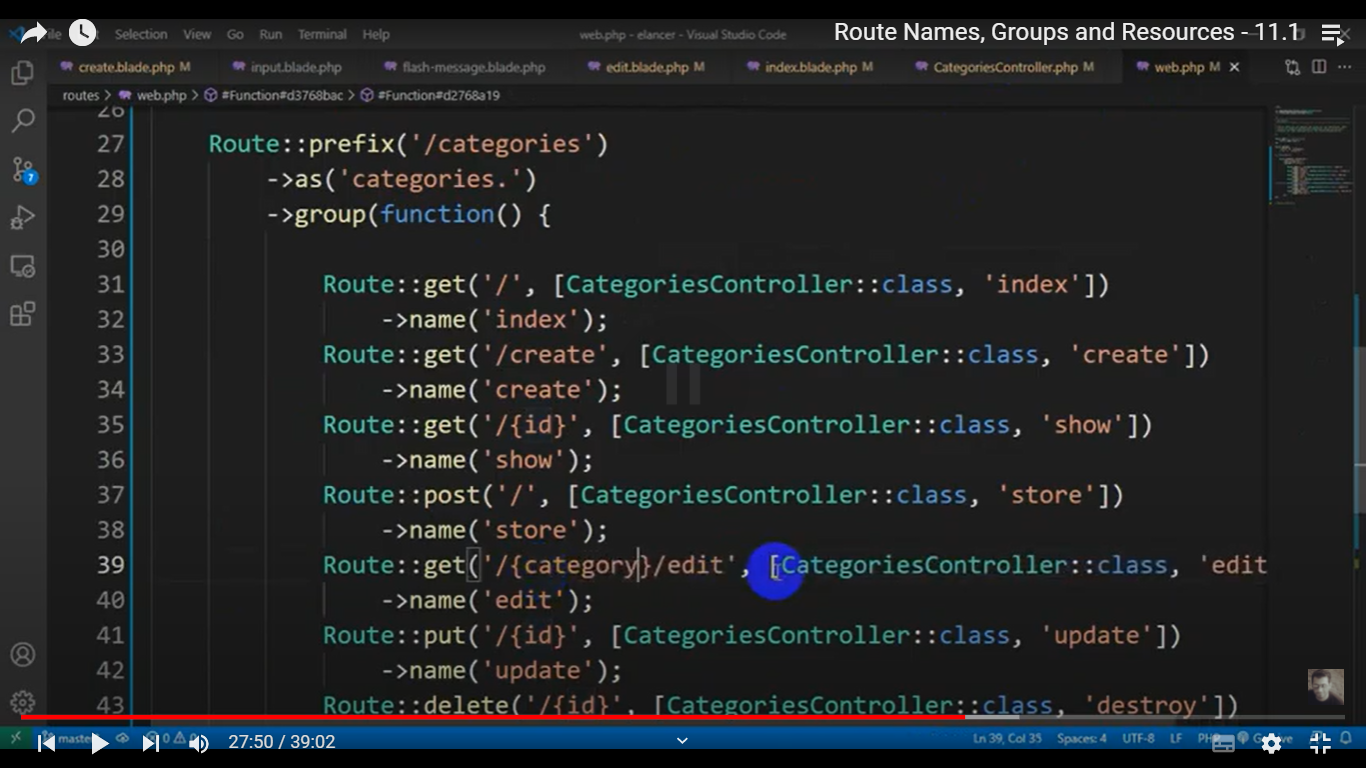 Selection View Go Run Terminal Help
web.php - elancer - Visual Studio Code
Route Names, Groups and Resources - 11.1
create.blade.php M input.blade.php flash-message.blade.php edit.blade.php M index.blade.php M CategoriesController.php M web.php M
routes > web.php > #Function#d3768bac > #Function#d2768a19
26
27 Route::prefix('/categories')
28 ->as('categories.')
29 ->group(function() {
30
31 Route::get('/', [CategoriesController::class, 'index'])
32 ->name('index');
33 Route::get('/create', [CategoriesController::class, 'create'])
34 ->name('create');
35 Route::get('/{id}', [CategoriesController::class, 'show'])
36 ->name('show');
37 Route::post('/', [CategoriesController::class, 'store'])
38 ->name('store');
39 Route::get('/{category}/edit', [CategoriesController::class, 'edit
40 ->name('edit');
41 Route::put('/{id}', [CategoriesController::class, 'update'])
42 ->name('update');
43 Route::delete('/{id}', [CategoriesController::class, 'destroy'])
7
27:50 / 39:02
Ln 39, Col 35 Spaces: 4 UTF-8 LF